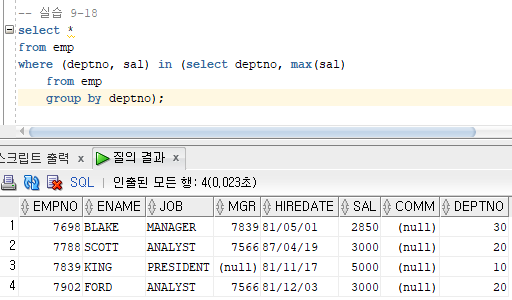 -- 실습 9-18
select *
from emp
where (deptno, sal) in (select deptno, max(sal)
from emp
group by deptno);
스크립트 출력 x 질의 결과 x
SQL | 인출된 모든 행: 4(0,023초)
EMPNO ENAME JOB MGR HIREDATE SAL COMM DEPTNO
1 7698 BLAKE MANAGER 7839 81/05/01 2850 (null) 30
2 7788 SCOTT ANALYST 7566 87/04/19 3000 (null) 20
3 7839 KING PRESIDENT (null) 81/11/17 5000 (null) 10
4 7902 FORD ANALYST 7566 81/12/03 3000 (null) 20